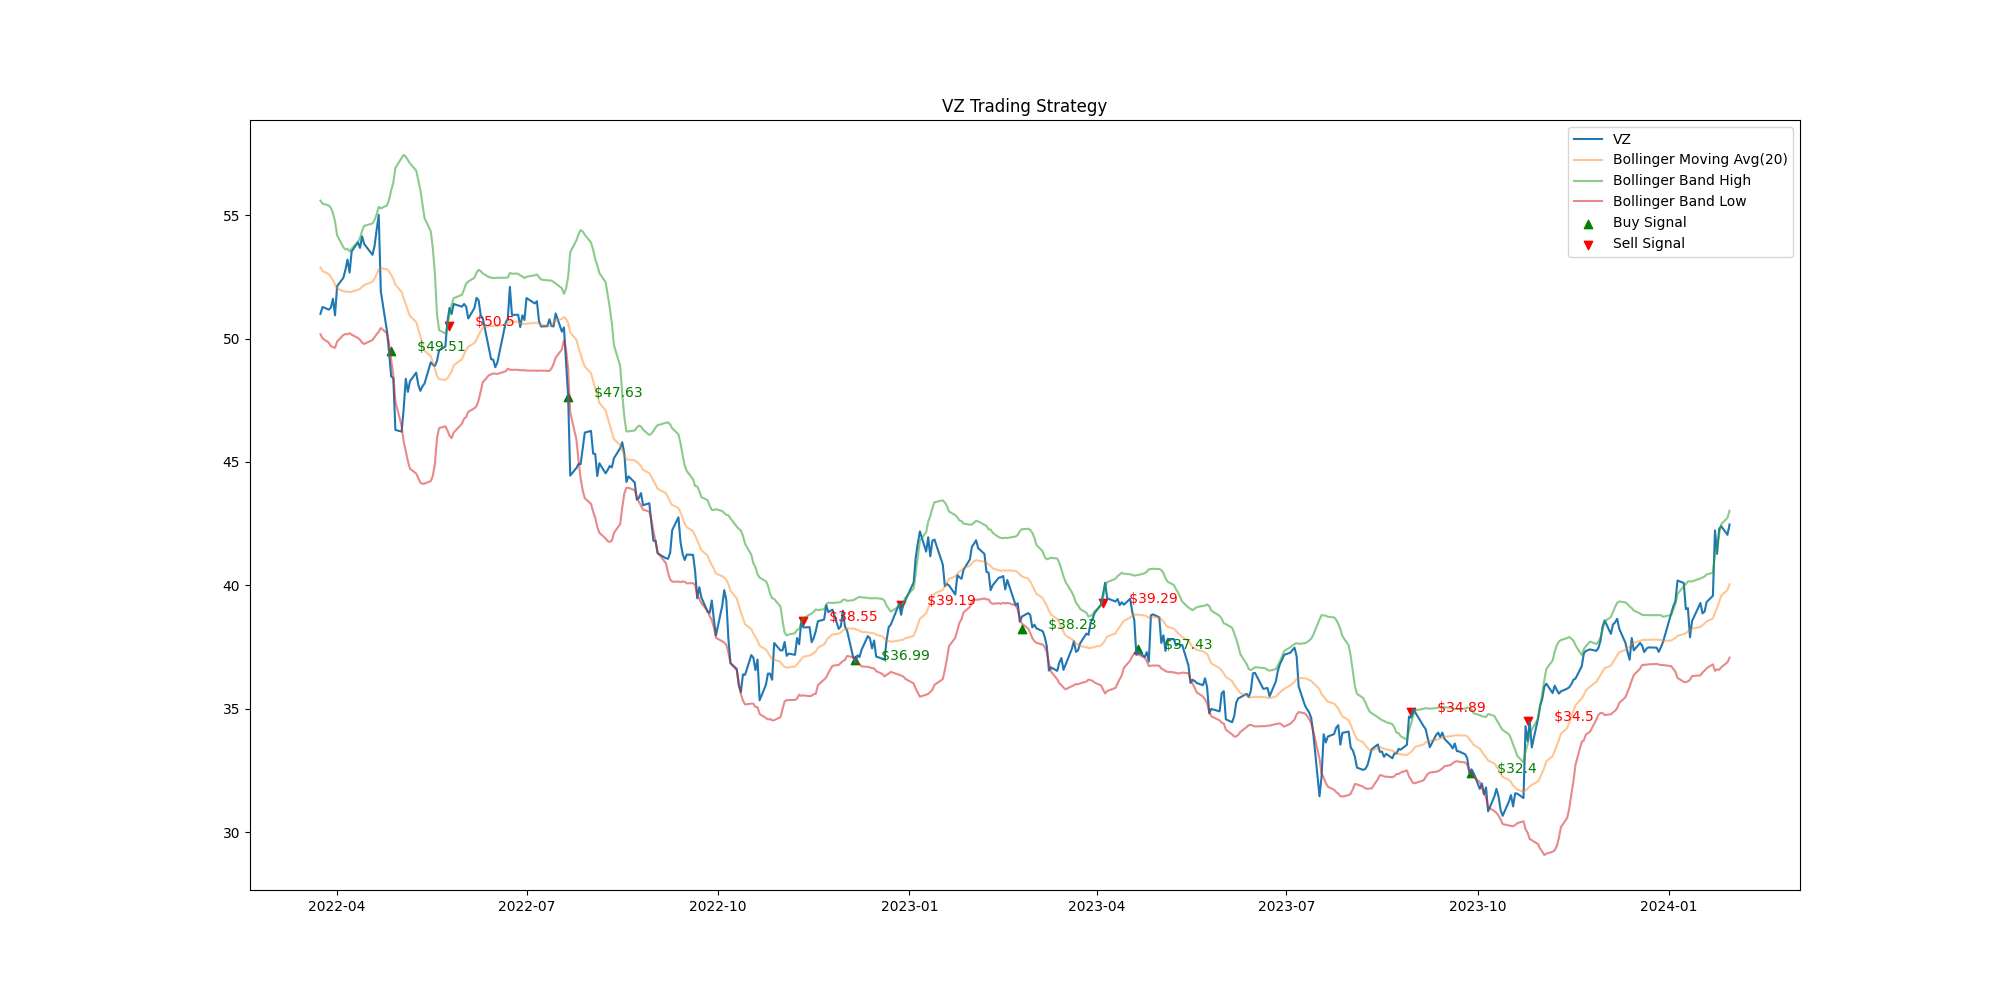 VZ Trading Strategy
VZ
Bollinger Moving Avg(20)
Bollinger Band High
Bollinger Band Low
Buy Signal
Sell Signal
55
50
45
40
35
30
$49.51
$50.5
$47.63
$38.55
$36.99
$39.19
$38.23
$39.29
$37.43
$34.89
$32.4
$34.5
2022-04 2022-07 2022-10 2023-01 2023-04 2023-07 2023-10 2024-01